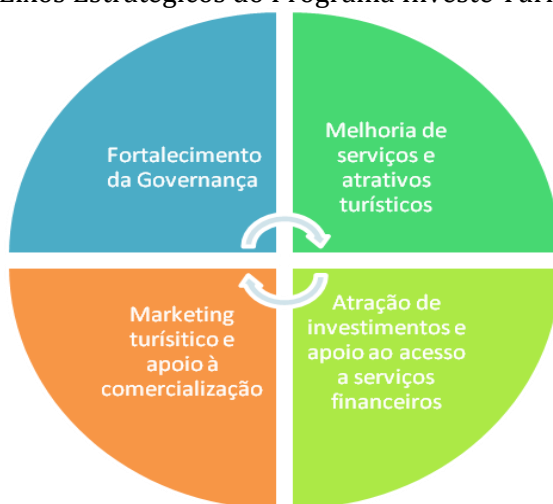 Eixos Estratégicos do Programa Investe
Fortalecimento
da Governança
Melhoria de
serviços e
atrativos
turísticos
Marketing
turísitico e
apoio à
comercialização
Atração de
investimentos e
apoio ao acesso
a serviços
financeiros